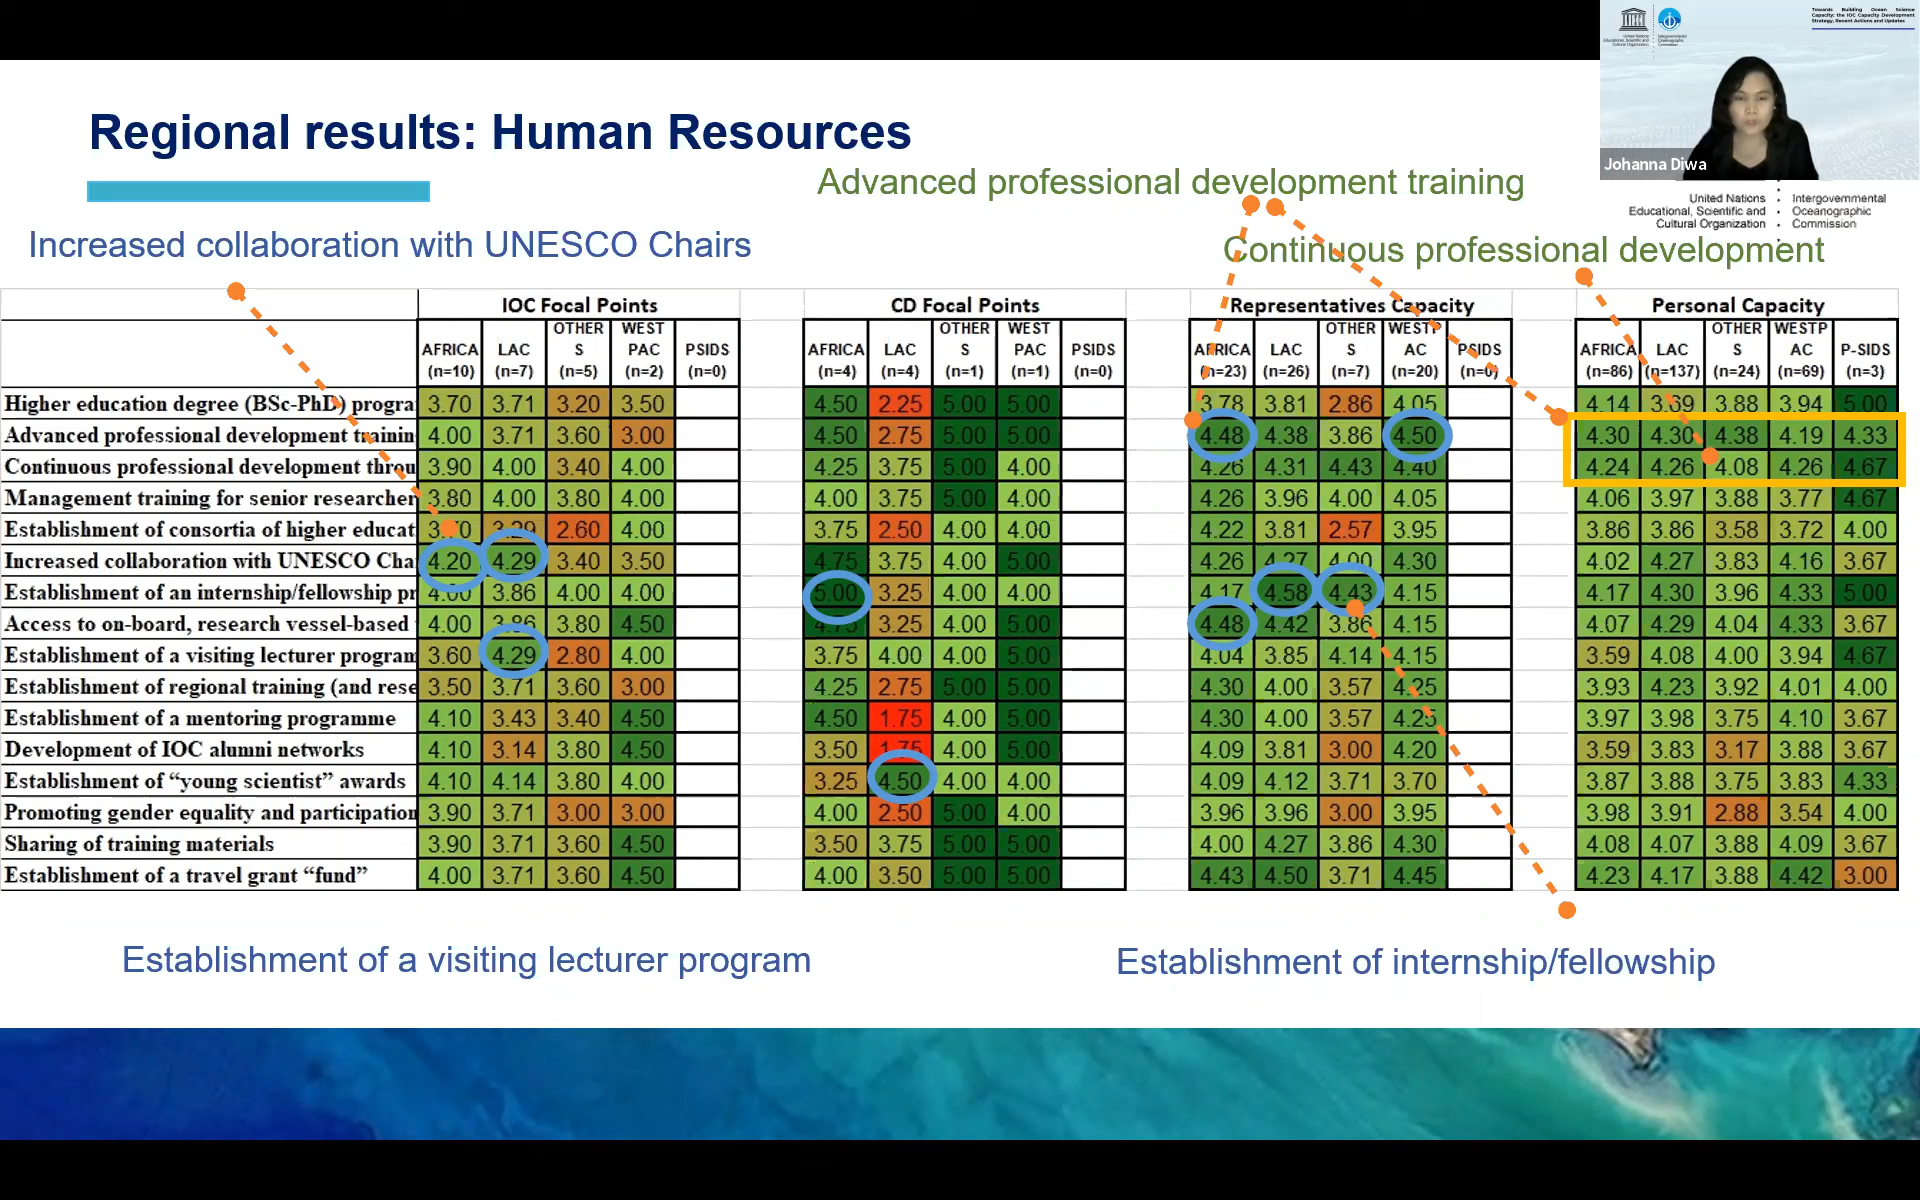 Towards Building Ocean Science Capacity: the IOC Capacity Development Strategy, Recent Actions and Updates
Johanna Diwa
Regional results: Human Resources
United Nations Educational, Scientific and Cultural Organization
Intergovernmental Oceanographic Commission
Advanced professional development training
Increased collaboration with UNESCO Chairs
Continuous professional development
IOC Focal Points CD Focal Points Representatives Capacity Personal Capacity
AFRICA (n=10) LAC (n=7) OTHER S (n=5) WEST PAC (n=2) PSIDS (n=0) AFRICA (n=4) LAC (n=4) OTHER S (n=1) WEST PAC (n=1) PSIDS (n=0) AFRICA (n=23) LAC (n=26) OTHER S (n=7) WESTP AC (n=20) PSIDS (n=0) AFRICA (n=86) LAC (n=137) OTHER S (n=24) WESTP AC (n=69) P-SIDS (n=3)
Higher education degree (BSc-PhD) progra 3.70 3.71 3.20 3.50 4.50 2.25 5.00 5.00 3.78 3.81 2.86 4.05 4.14 3.69 3.88 3.94 5.00
Advanced professional development trainin 4.00 3.71 3.60 3.00 4.50 2.75 5.00 5.00 4.48 4.38 3.86 4.50 4.30 4.30 4.38 4.19 4.33
Continuous professional development throu 3.90 4.00 3.40 4.00 4.25 3.75 5.00 4.00 4.26 4.31 4.43 4.40 4.24 4.26 4.08 4.26 4.67
Management training for senior researcher 3.80 4.00 3.80 4.00 4.00 3.75 5.00 4.00 4.26 3.96 4.00 4.05 4.06 3.97 3.88 3.77 4.67
Establishment of consortia of higher educat 3.29 2.60 4.00 3.75 2.50 4.00 4.00 4.22 3.81 2.57 3.95 3.86 3.86 3.58 3.72 4.00
Increased collaboration with UNESCO Cha 4.20 4.29 3.40 3.50 4.75 3.75 4.00 5.00 4.26 4.27 4.00 4.30 4.02 4.27 3.83 4.16 3.67
Establishment of an internship/fellowship pr 4.00 3.86 4.00 4.00 5.00 3.25 4.00 4.00 4.17 4.58 4.43 4.15 4.17 4.30 3.96 4.33 5.00
Access to on-board, research vessel-based 4.00 3.86 3.80 4.50 4.75 3.25 4.00 5.00 4.48 4.42 3.86 4.15 4.07 4.29 4.04 4.33 3.67
Establishment of a visiting lecturer program 3.60 4.29 2.80 4.00 3.75 4.00 4.00 5.00 4.04 3.85 4.14 4.15 3.59 4.08 4.00 3.94 4.67
Establishment of regional training (and rese 3.50 3.71 3.60 3.00 4.25 2.75 5.00 5.00 4.30 4.00 3.57 4.25 3.93 4.23 3.92 4.01 4.00
Establishment of a mentoring programme 4.10 3.43 3.40 4.50 4.50 1.75 4.00 5.00 4.30 4.00 3.57 4.25 3.97 3.98 3.75 4.10 3.67
Development of IOC alumni networks 4.10 3.14 3.80 4.50 3.50 1.75 4.00 5.00 4.09 3.81 3.00 4.20 3.59 3.83 3.17 3.88 3.67
Establishment of “young scientist” awards 4.10 4.14 3.80 4.00 3.25 4.50 4.00 4.00 4.09 4.12 3.71 3.70 3.87 3.88 3.75 3.83 4.33
Promoting gender equality and participation 3.90 3.71 3.00 3.00 4.00 2.50 5.00 4.00 3.96 3.96 3.00 3.95 3.98 3.91 2.88 3.54 4.00
Sharing of training materials 3.90 3.71 3.60 4.50 3.50 3.75 5.00 5.00 4.00 4.27 3.86 4.30 4.08 4.07 3.88 4.09 3.67
Establishment of a travel grant “fund” 4.00 3.71 3.60 4.50 4.00 3.50 5.00 5.00 4.43 4.50 3.71 4.45 4.23 4.17 3.88 4.42 3.00
Establishment of a visiting lecturer program
Establishment of internship/fellowship